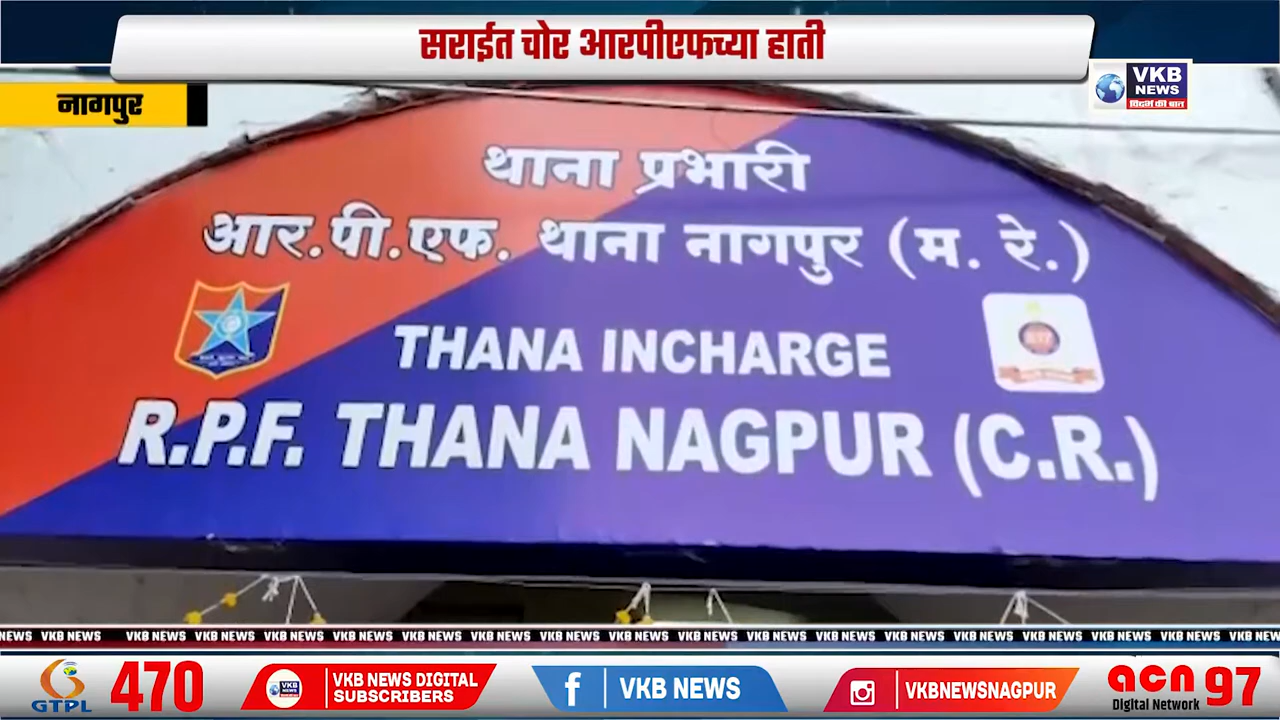 सराईत चोर आरपीएफच्या हाती
VKB
NEWS
विदर्भ की बात
नागपुर
थाना प्रभारी
आर.पी.एफ. थाना नागपुर (म. रे.)
THANA INCHARGE
R.P.F. THANA NAGPUR (C.R.)
NEWS VKB NEWS VKB NEWS VKB NEWS VKB NEWS VKB NEWS VKB NEWS VKB NEWS VKB NEWS VKB NEWS VKB NEWS VKB NEWS VKB NEWS VKB NEWS VKB NEWS VKB NEWS VKB NEWS VKB NEWS
GTPL
470
VKB
NEWS
VKB NEWS DIGITAL
SUBSCRIBERS
f
VKB NEWS
VKBNEWSNAGPUR
acn 97
Digital Network